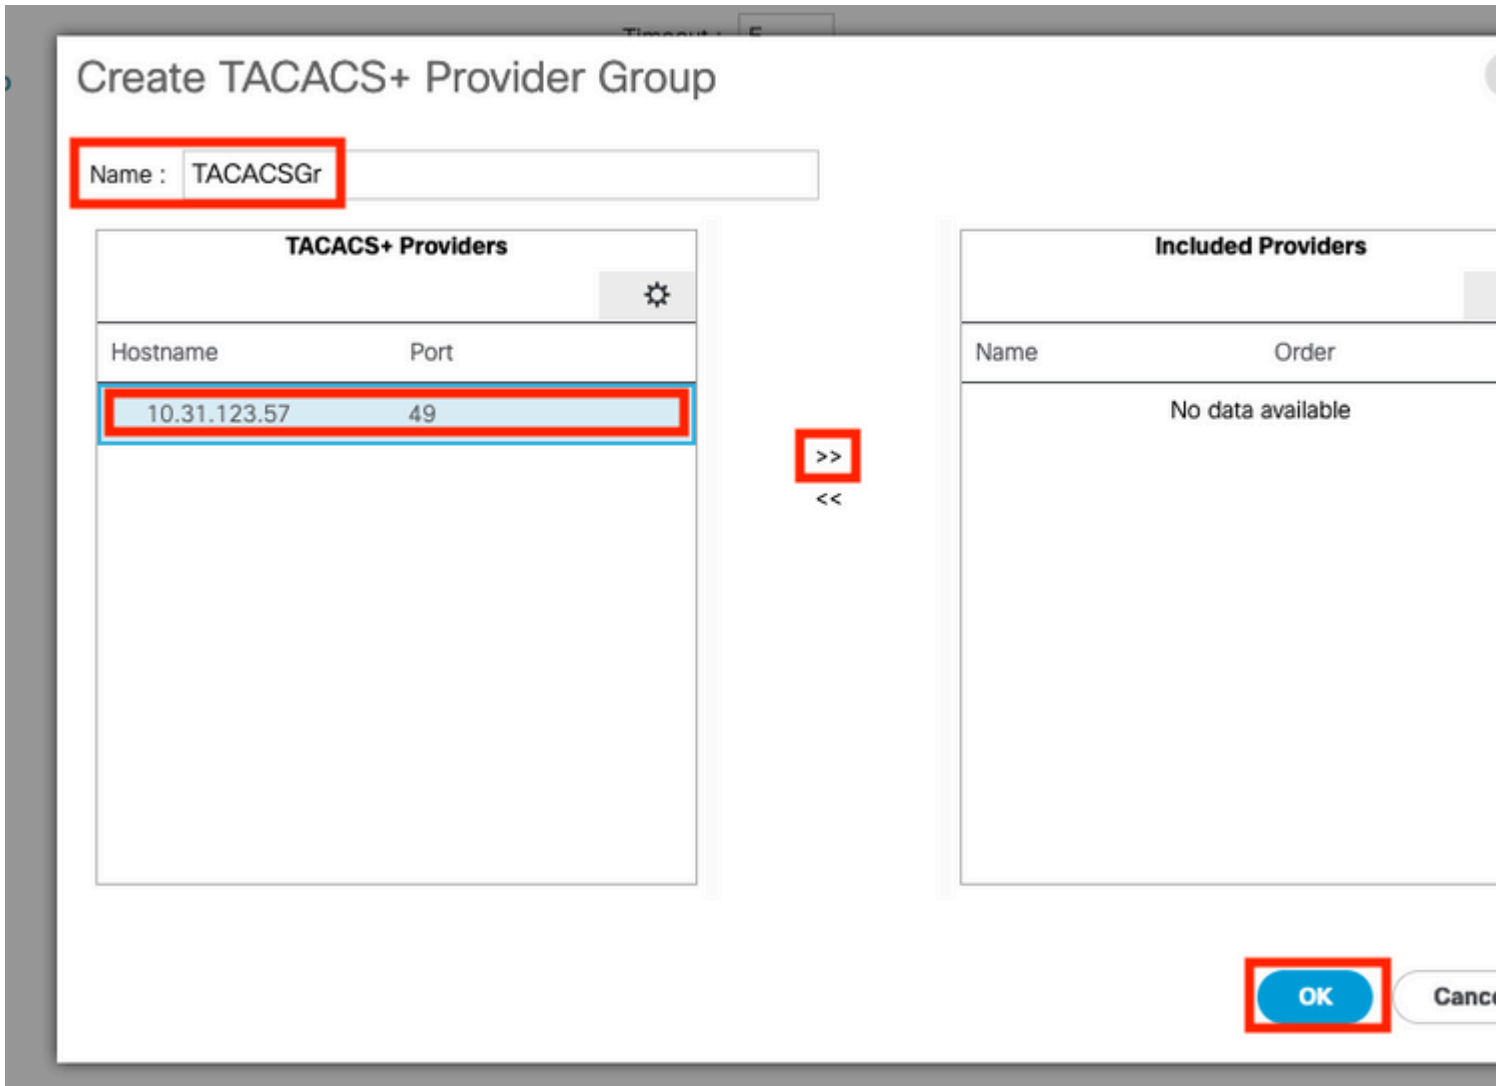 Create TACACS+ Provider Group
Name : TACACSGr
TACACS+ Providers
Hostname Port
10.31.123.57 49
>>
<<
Included Providers
Name Order
No data available
OK